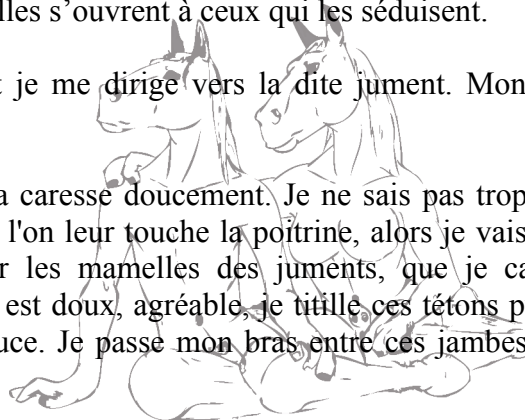 lles s’ouvrent à ceux qui les séduisent.
t je me dirige vers la dite jument. Mon
a caresse doucement. Je ne sais pas trop
l'on leur touche la poitrine, alors je vais
r les mamelles des juments, que je ca
est doux, agréable, je titille ces tétons p
uce. Je passe mon bras entre ces jambes